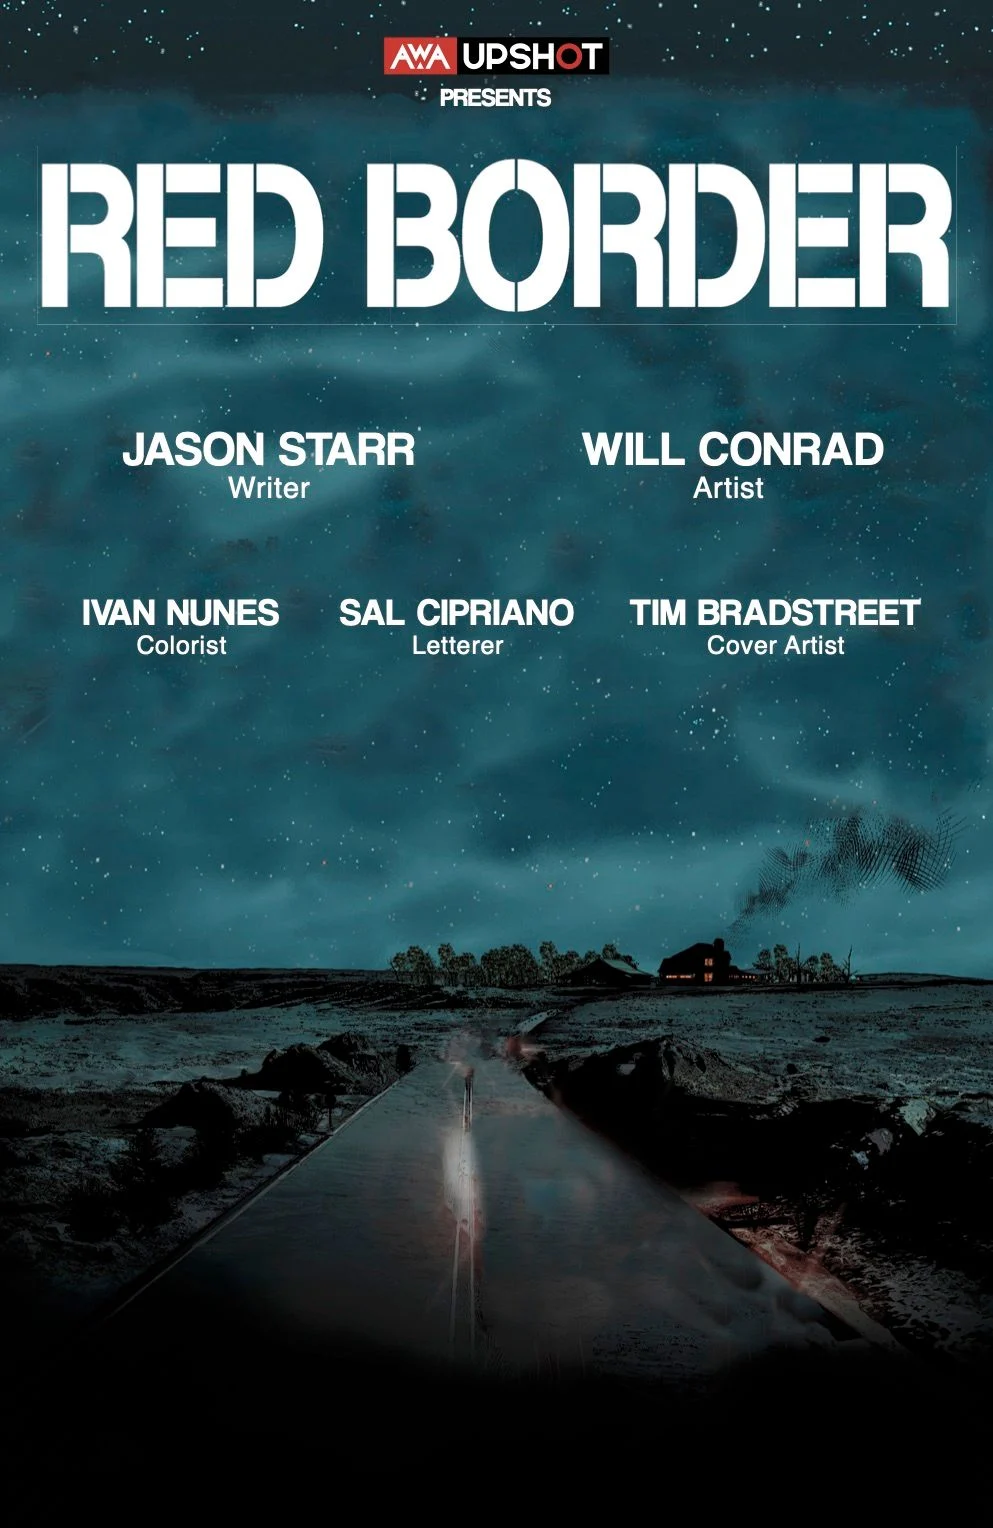 AWA UPSHOT
PRESENTS
RED BORDER
JASON STARR
Writer
WILL CONRAD
Artist
IVAN NUNES
Colorist
SAL CIPRIANO
Letterer
TIM BRADSTREET
Cover Artist